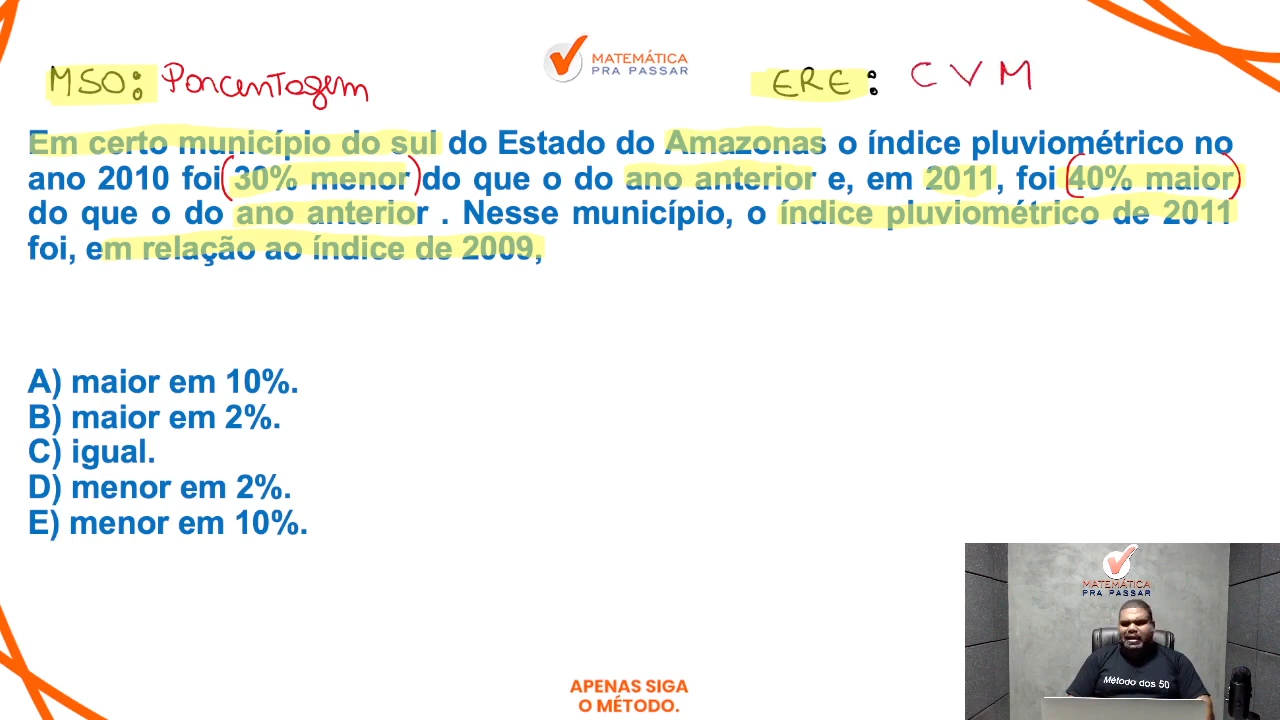 MATEMÁTICA
PRA PASSAR
MSO: Porcentagem
ERE: CVM
Em certo município do sul do Estado do Amazonas o índice pluviométrico no
ano 2010 foi (30% menor) do que o do ano anterior e, em 2011, foi (40% maior)
do que o do ano anterior . Nesse município, o índice pluviométrico de 2011
foi, em relação ao índice de 2009,
A) maior em 10%.
B) maior em 2%.
C) igual.
D) menor em 2%.
E) menor em 10%.
MATEMÁTICA
PRA PASSAR
Método dos 50
APENAS SIGA
O MÉTODO.